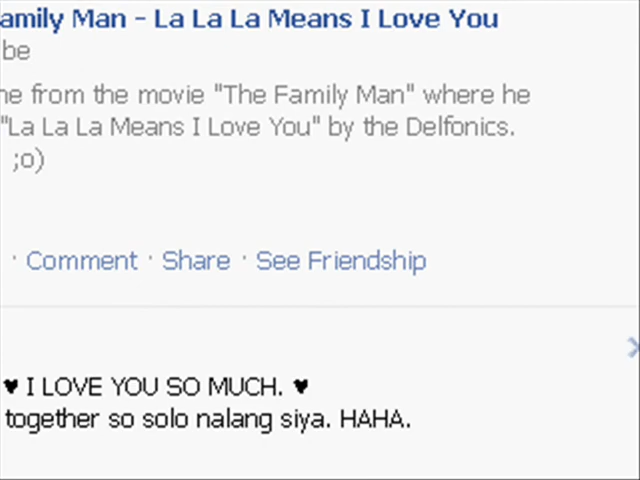 amily Man - La La La Means I Love You
be
ne from the movie "The Family Man" where he
"La La La Means I Love You" by the Delfonics.
;o)
· Comment · Share · See Friendship
♥ I LOVE YOU SO MUCH. ♥
together so solo nalang siya. HAHA.